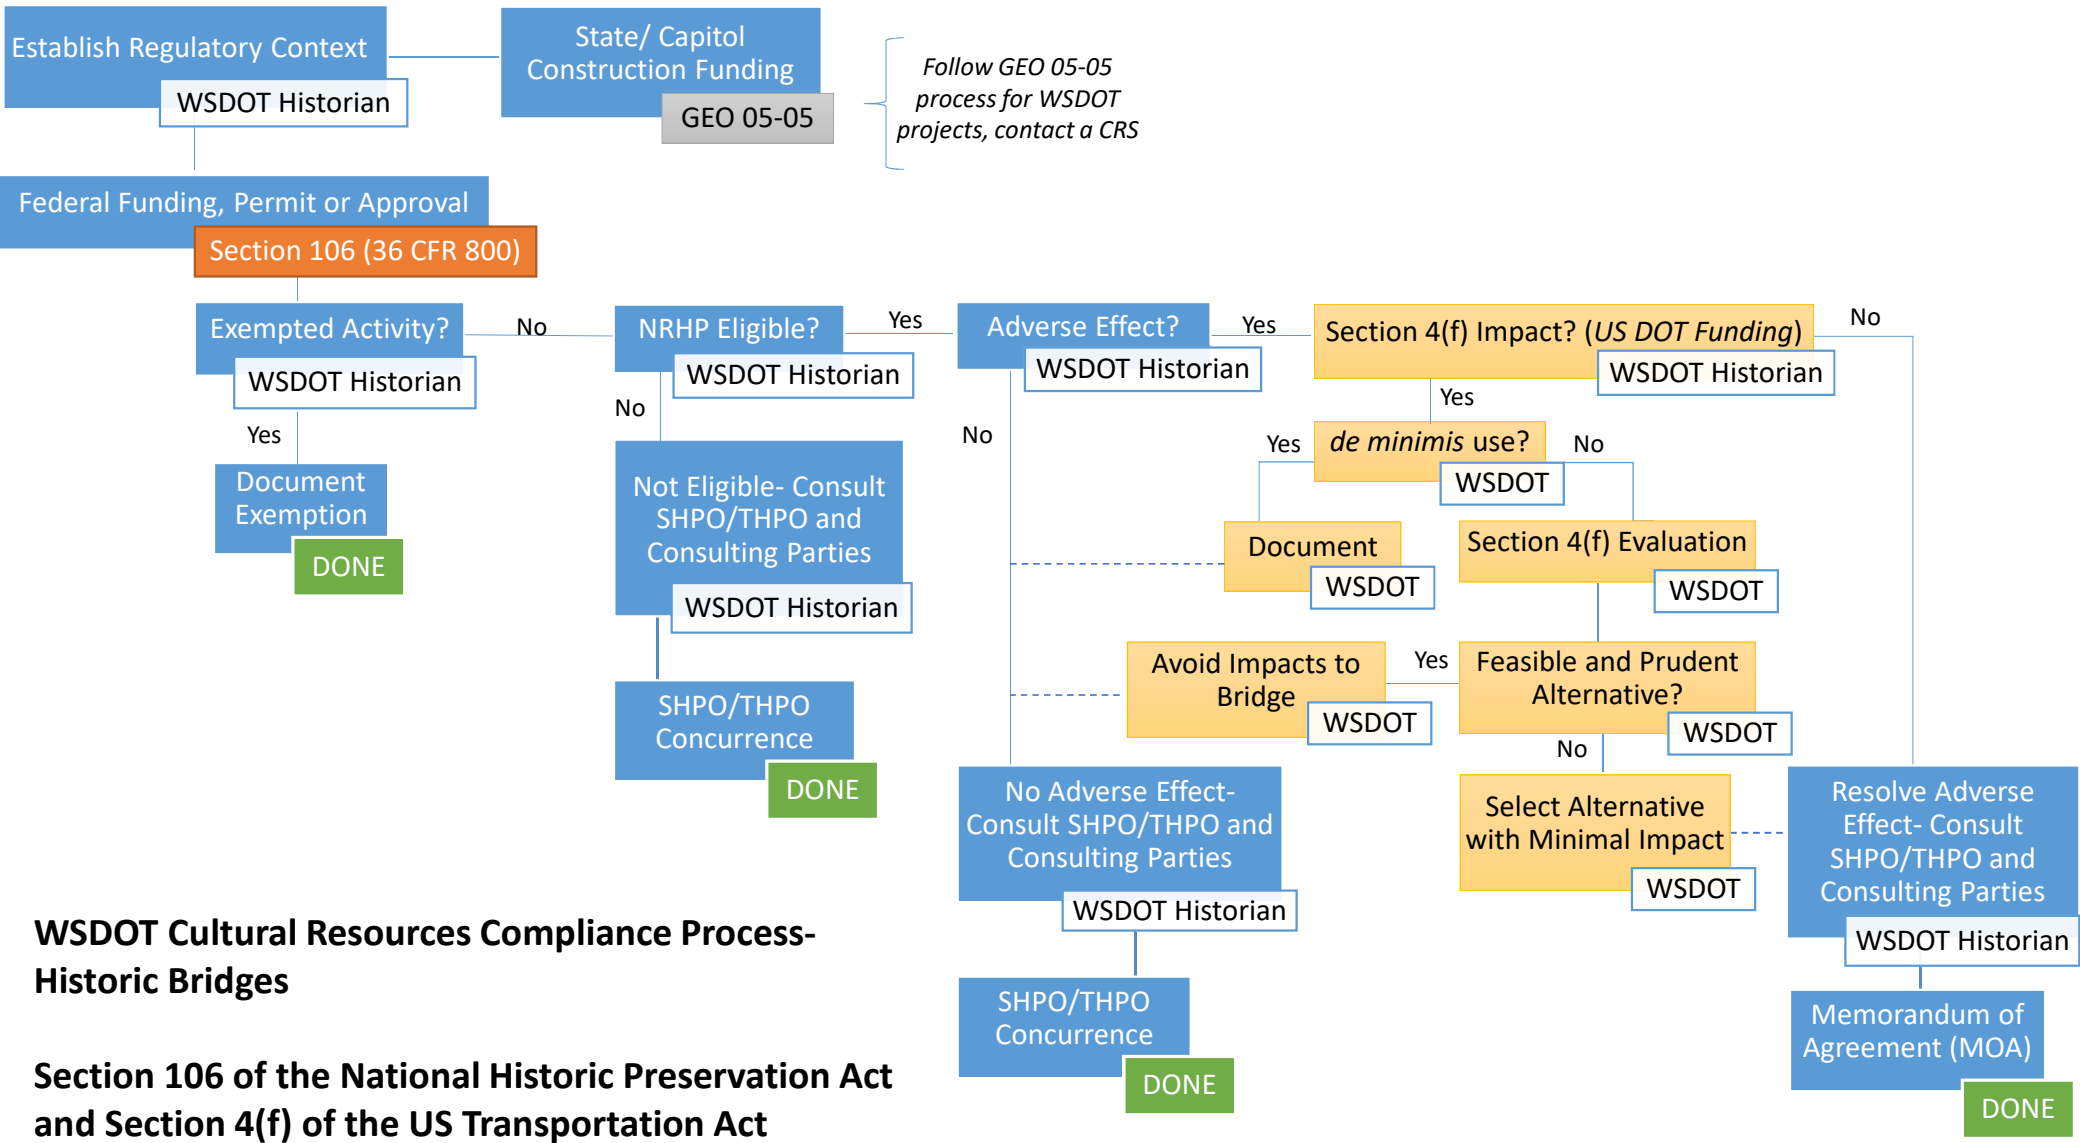 Establish Regulatory Context
WSDOT Historian
State/ Capitol
Construction Funding
GEO 05-05
Follow GEO 05-05
process for WSDOT
projects, contact a CRS
Federal Funding, Permit or Approval
Section 106 (36 CFR 800)
Exempted Activity?
WSDOT Historian
No
NRHP Eligible?
WSDOT Historian
Yes
Adverse Effect?
WSDOT Historian
Yes
Section 4(f) Impact? (US DOT Funding)
WSDOT Historian
No
Yes
Document
Exemption
DONE
No
Not Eligible- Consult
SHPO/THPO and
Consulting Parties
WSDOT Historian
SHPO/THPO
Concurrence
DONE
No
Yes
Yes
de minimis use?
WSDOT
No
Document
WSDOT
Section 4(f) Evaluation
WSDOT
Avoid Impacts to
Bridge
WSDOT
Yes
Feasible and Prudent
Alternative?
WSDOT
No
Select Alternative
with Minimal Impact
WSDOT
No Adverse Effect-
Consult SHPO/THPO and
Consulting Parties
WSDOT Historian
SHPO/THPO
Concurrence
DONE
Resolve Adverse
Effect- Consult
SHPO/THPO and
Consulting Parties
WSDOT Historian
Memorandum of
Agreement (MOA)
DONE
WSDOT Cultural Resources Compliance Process-
Historic Bridges
Section 106 of the National Historic Preservation Act
and Section 4(f) of the US Transportation Act